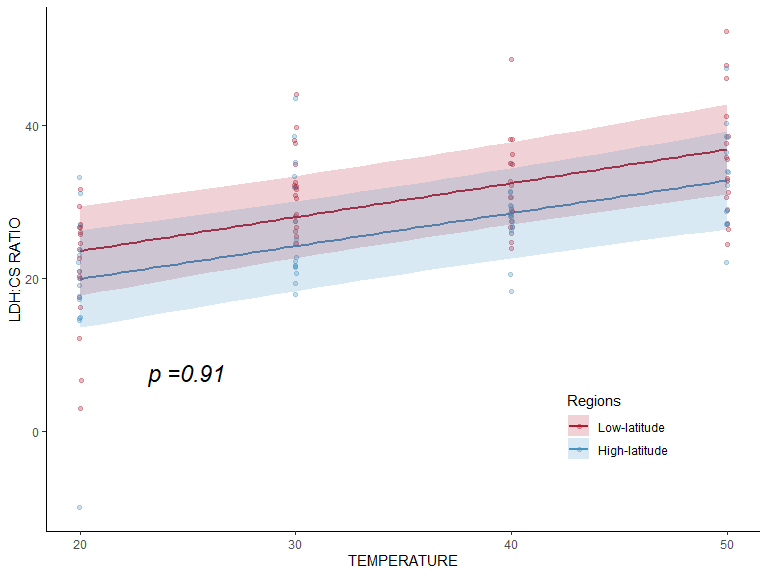 40
20
0
LDH:CS RATIO
p =0.91
Regions
Low-latitude
High-latitude
20 30 40 50
TEMPERATURE